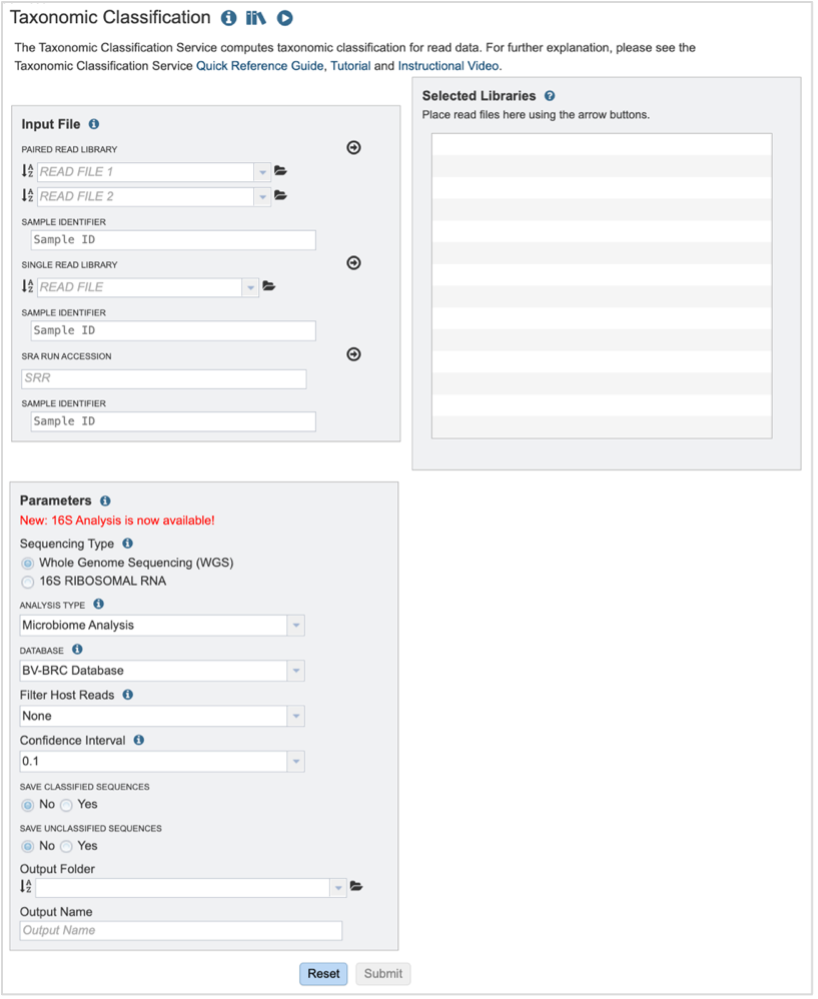 Taxonomic Classification
The Taxonomic Classification Service computes taxonomic classification for read data. For further explanation, please see the
Taxonomic Classification Service Quick Reference Guide, Tutorial and Instructional Video.
Input File
PAIRED READ LIBRARY
READ FILE 1
READ FILE 2
SAMPLE IDENTIFIER
Sample ID
SINGLE READ LIBRARY
READ FILE
SAMPLE IDENTIFIER
Sample ID
SRA RUN ACCESSION
SRR
SAMPLE IDENTIFIER
Sample ID
Selected Libraries
Place read files here using the arrow buttons.
Parameters
New: 16S Analysis is now available!
Sequencing Type
Whole Genome Sequencing (WGS)
16S RIBOSOMAL RNA
ANALYSIS TYPE
Microbiome Analysis
DATABASE
BV-BRC Database
Filter Host Reads
None
Confidence Interval
0.1
SAVE CLASSIFIED SEQUENCES
No Yes
SAVE UNCLASSIFIED SEQUENCES
No Yes
Output Folder
Output Name
Output Name
Reset Submit